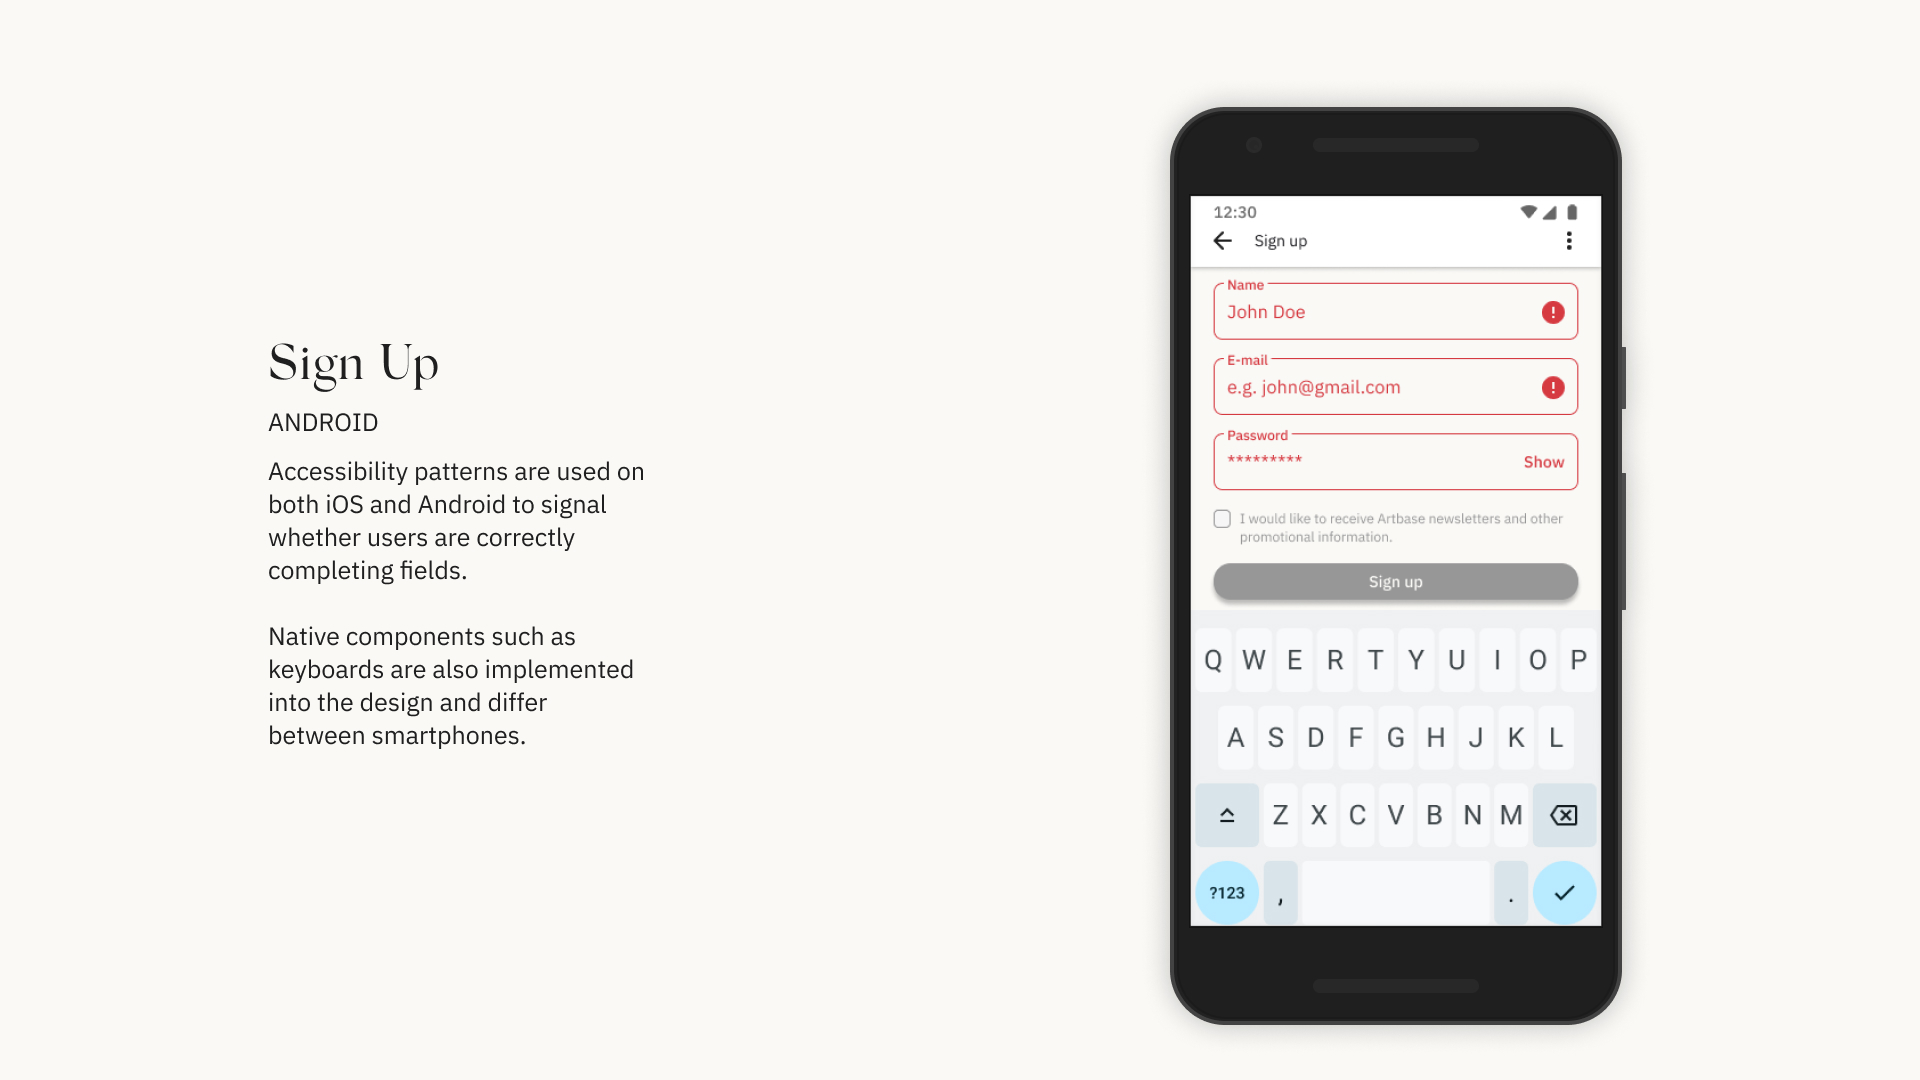 Sign Up
ANDROID
Accessibility patterns are used on
both iOS and Android to signal
whether users are correctly
completing fields.
Native components such as
keyboards are also implemented
into the design and differ
between smartphones.
12:30
Sign up
Name
John Doe
!
E-mail
e.g. john@gmail.com
!
Password
*********
Show
I would like to receive Artbase newsletters and other
promotional information.
Sign up
Q W E R T Y U I O P
A S D F G H J K L
Z X C V B N M
?123 , .